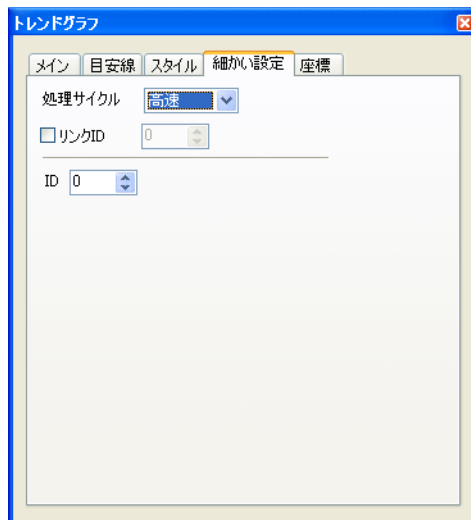 トレンドグラフ
メイン 目安線 スタイル 細かい設定 座標
処理サイクル 高速
リンクID 0
ID 0